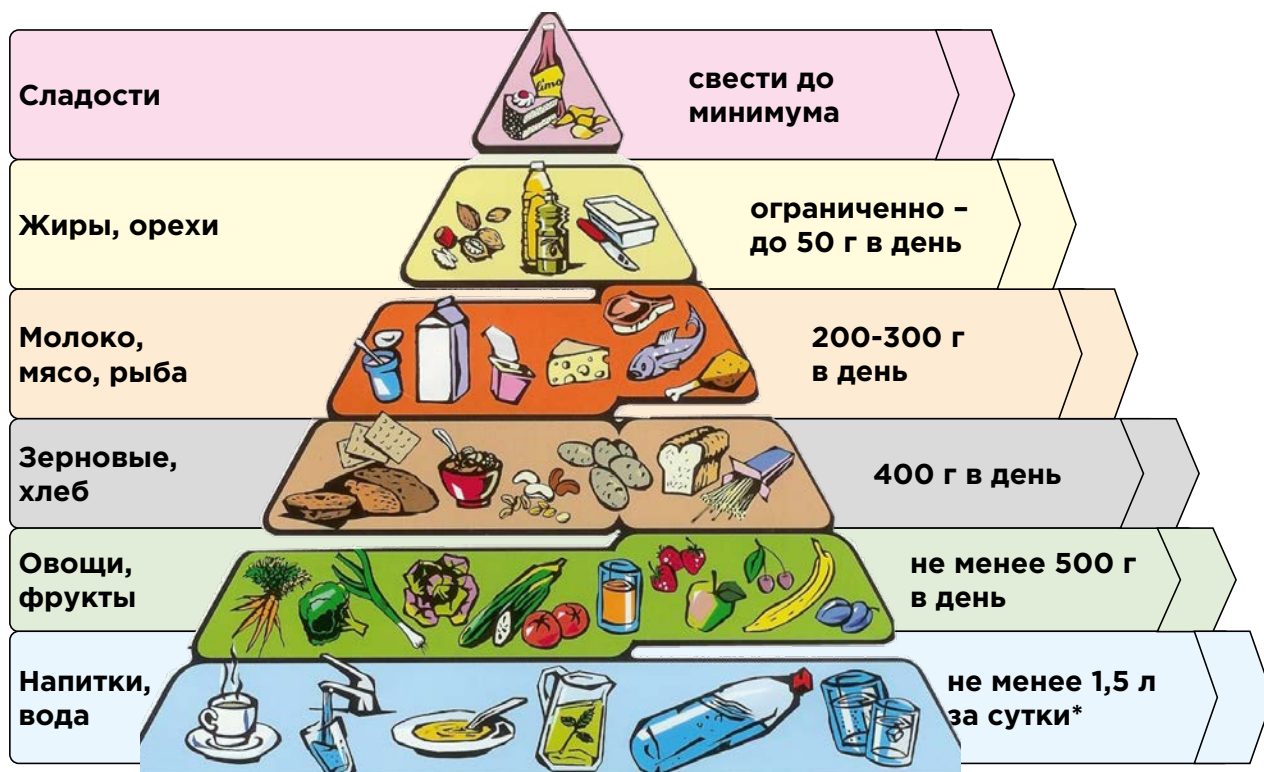 Сладости
свести до
минимума
limo
Жиры, орехи
ограниченно –
до 50 г в день
Молоко,
мясо, рыба
200-300 г
в день
Зерновые,
хлеб
400 г в день
Овощи,
фрукты
не менее 500 г
в день
Напитки,
вода
не менее 1,5 л
за сутки*